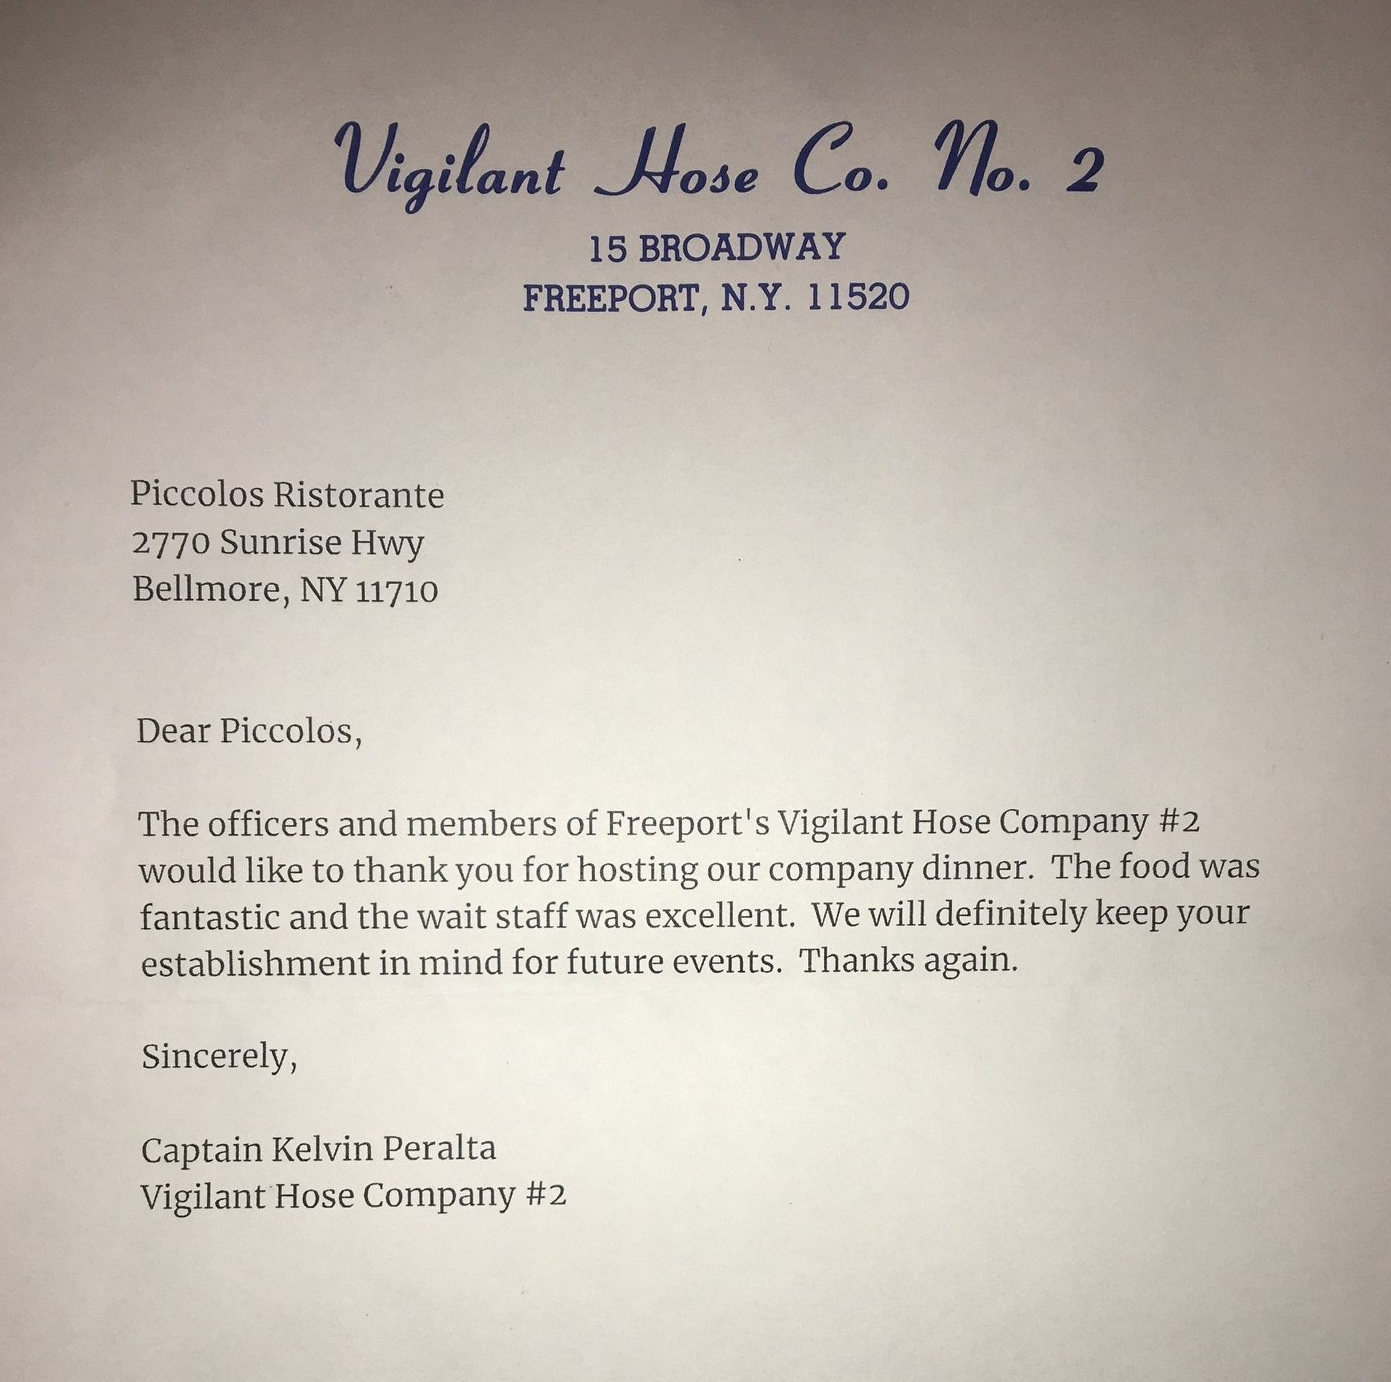 Vigilant Hose Co. No. 2
15 BROADWAY
FREEPORT, N.Y. 11520
Piccolos Ristorante
2770 Sunrise Hwy
Bellmore, NY 11710
Dear Piccolos,
The officers and members of Freeport's Vigilant Hose Company #2
would like to thank you for hosting our company dinner.  The food was
fantastic and the wait staff was excellent.  We will definitely keep your
establishment in mind for future events.  Thanks again.
Sincerely,
Captain Kelvin Peralta
Vigilant Hose Company #2